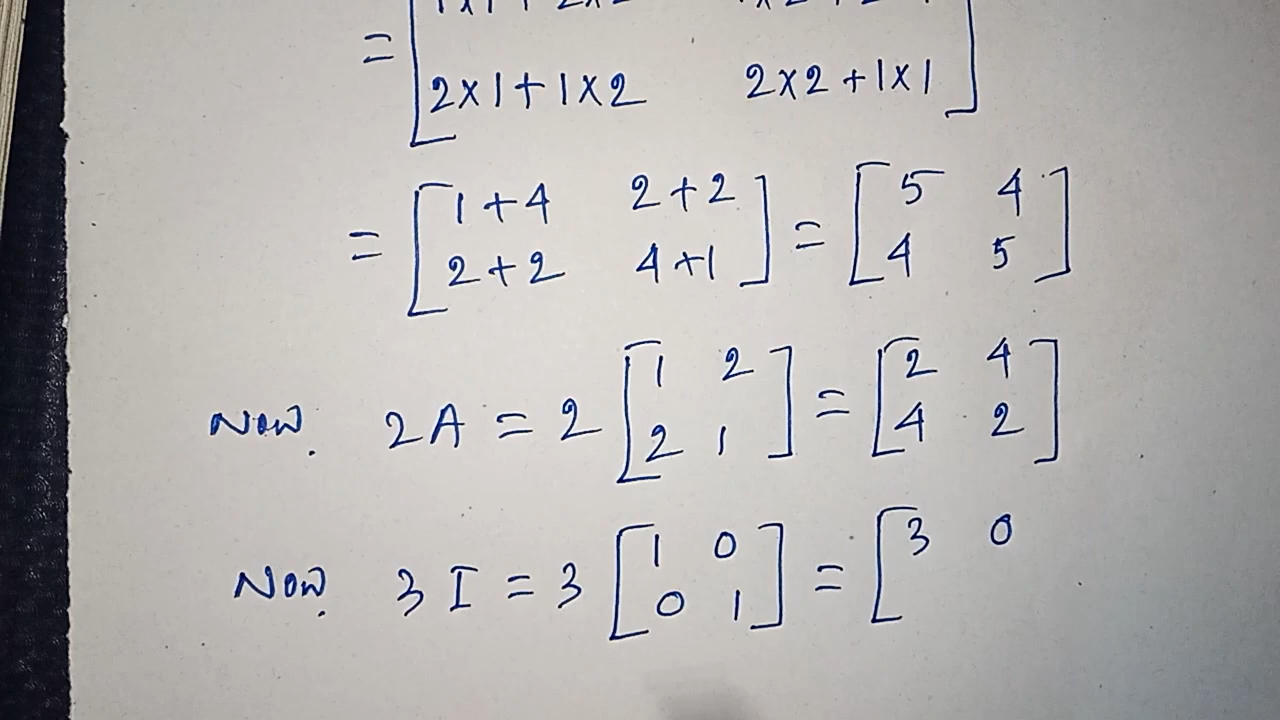 = [2×1+1×2 2×2+1×1]
= [1+4 2+2 = [5 4
2+2 4+1] 4 5]
Now. 2A = 2 [1 2 = [2 4
2 1] 4 2]
Now. 3I = 3 [1 0 = [3 0
0 1]